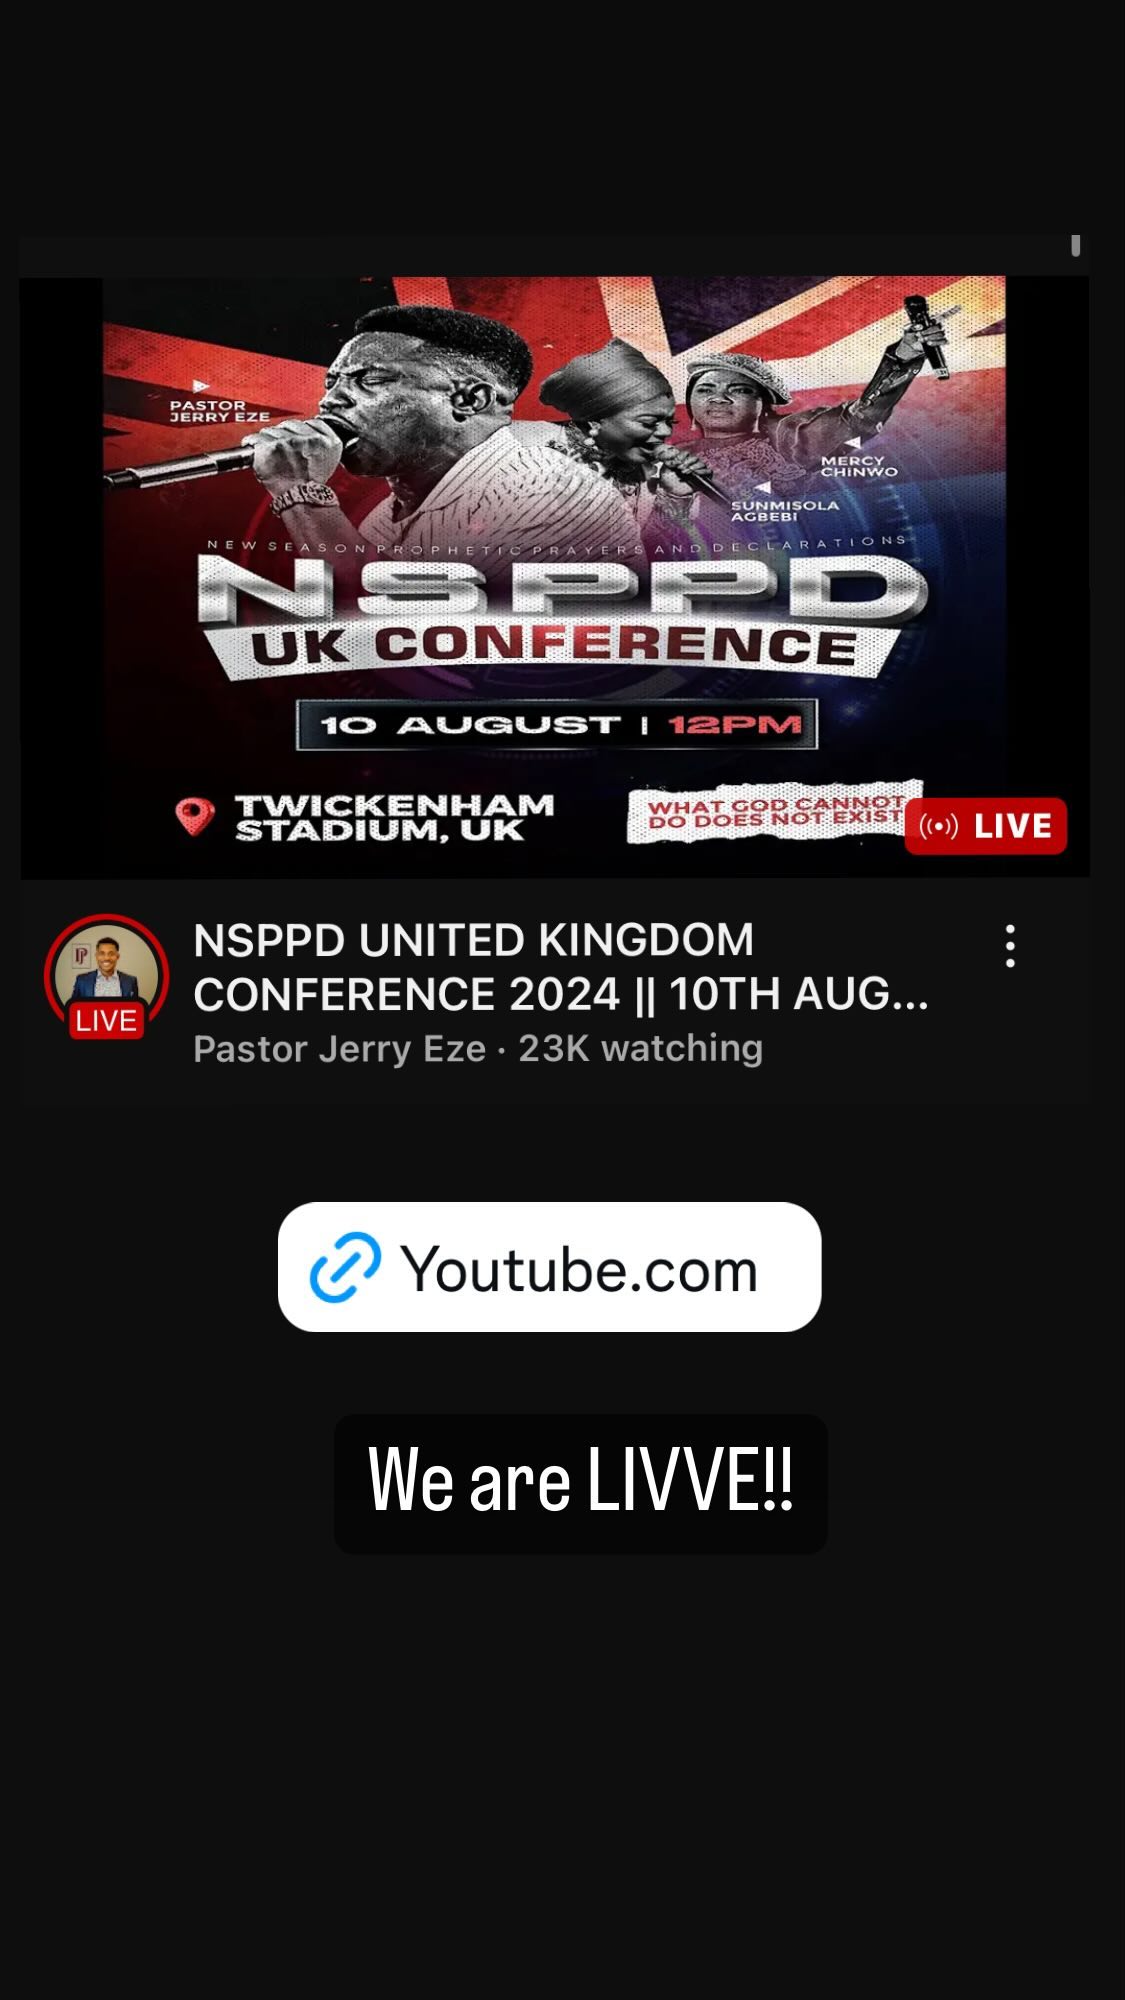 PASTOR
JERRY EZE
MERCY
CHINWO
SUNMISOLA
AGBEBI
NEW SEASON PROPHETIC PRAYERS AND DECLARATIONS
NSPPD
UK CONFERENCE
10 AUGUST | 12PM
TWICKENHAM
STADIUM, UK
WHAT GOD CANNOT
DO DOES NOT EXIST
LIVE
NSPPD UNITED KINGDOM
CONFERENCE 2024 || 10TH AUG...
LIVE
Pastor Jerry Eze · 23K watching
Youtube.com
We are LIVVE!!